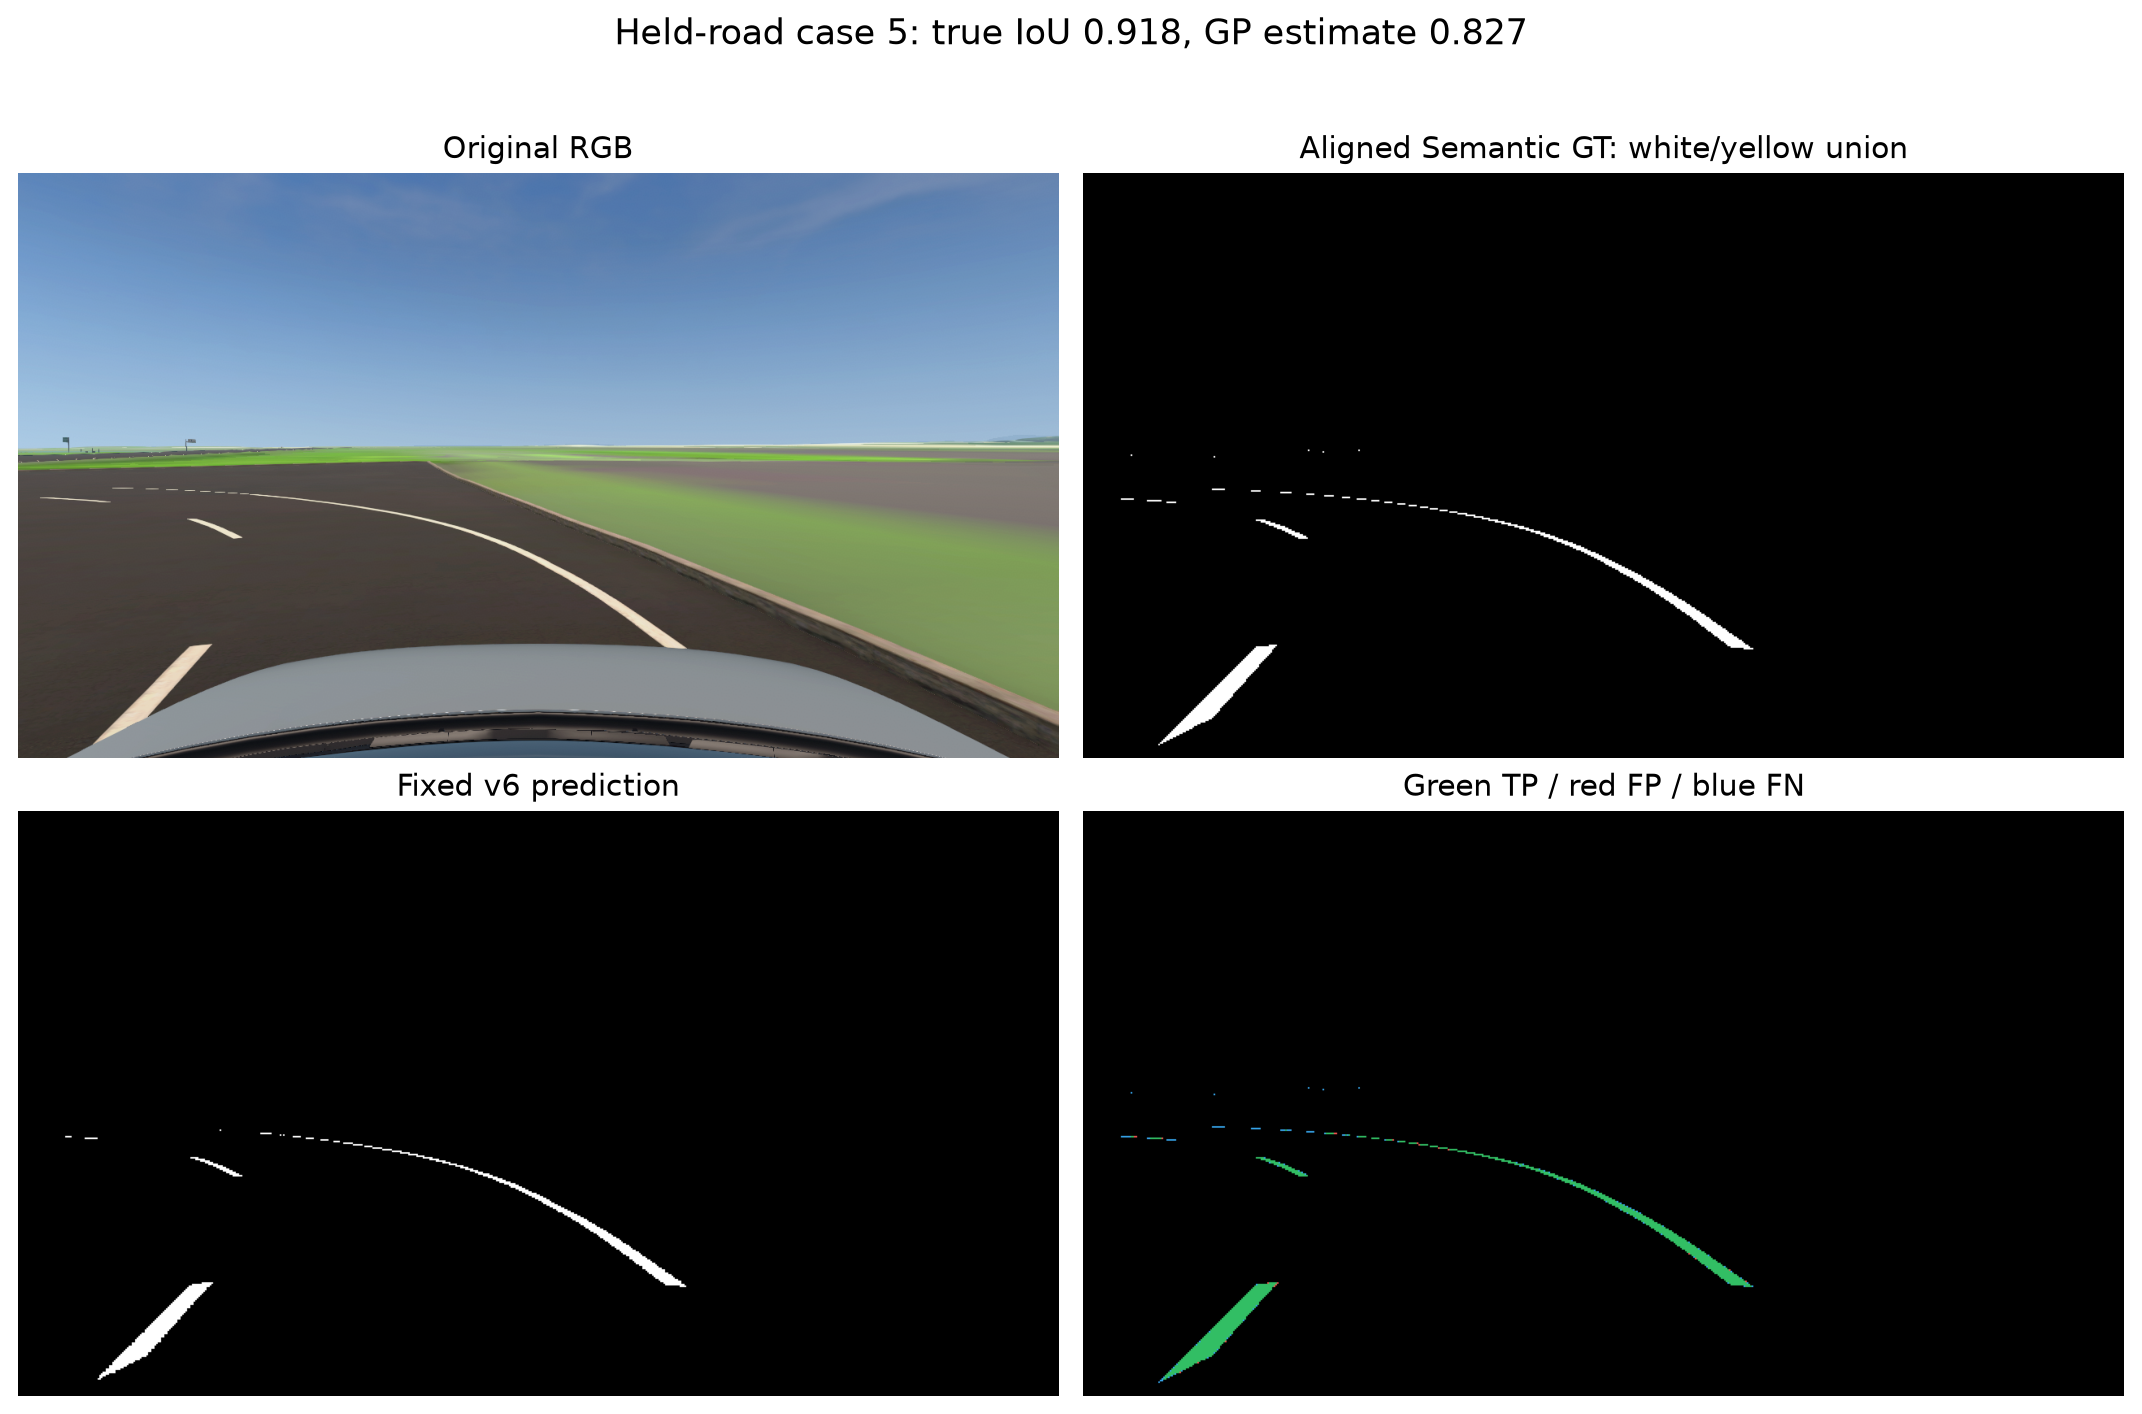 Held-road case 5: true IoU 0.918, GP estimate 0.827
Original RGB
Aligned Semantic GT: white/yellow union
Fixed v6 prediction
Green TP / red FP / blue FN